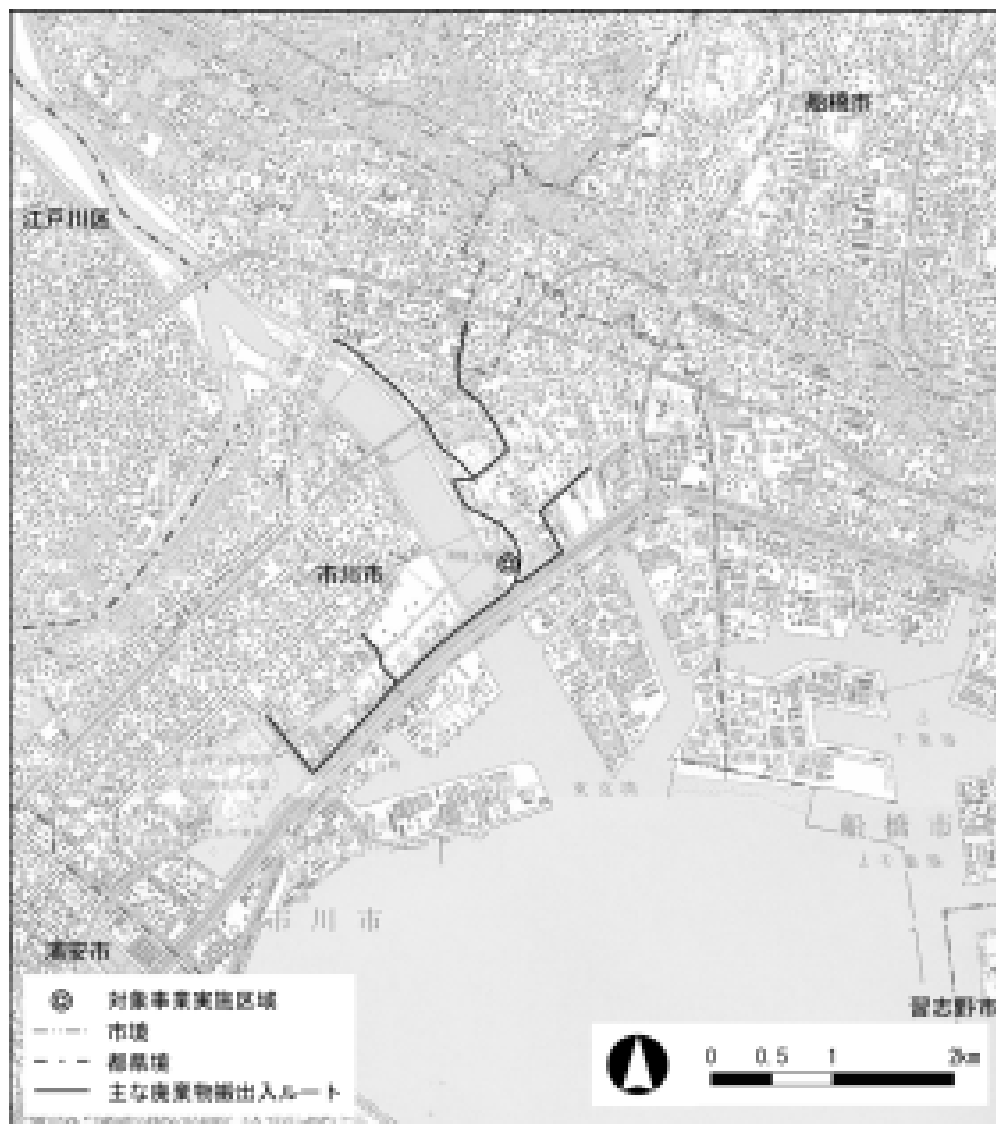 船橋市
江戸川区
市川市
船橋市
市川市
浦安市
習志野市
対象事業実施区域
市境
都県境
主な廃棄物搬出入ルート
0 0.5 1 2km